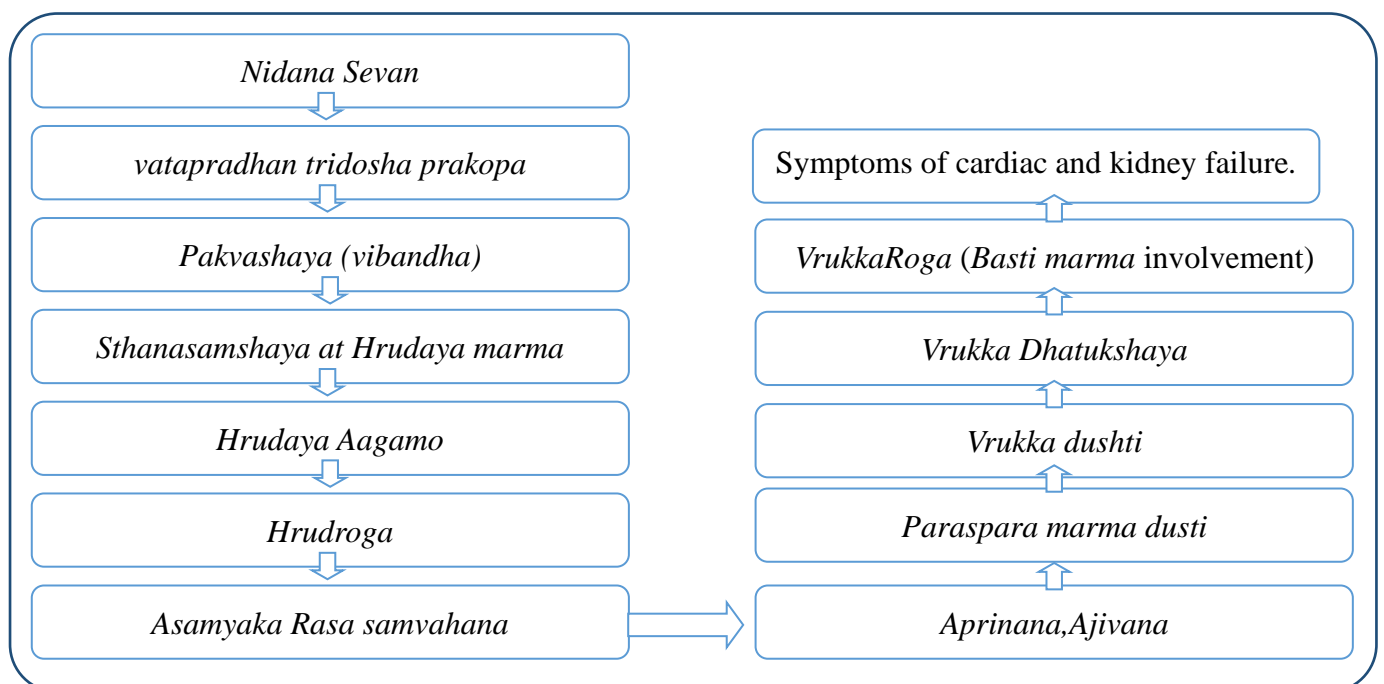 Nidana Sevan
vatapradhan tridosha prakopa
Pakvashaya (vibandha)
Sthanasamshaya at Hrudaya marma
Hrudaya Aagamo
Hrudroga
Asamyaka Rasa samvahana
Aprinana,Ajivana
Paraspara marma dusti
Vrukka dushti
Vrukka Dhatukshaya
VrukkaRoga (Basti marma involvement)
Symptoms of cardiac and kidney failure.